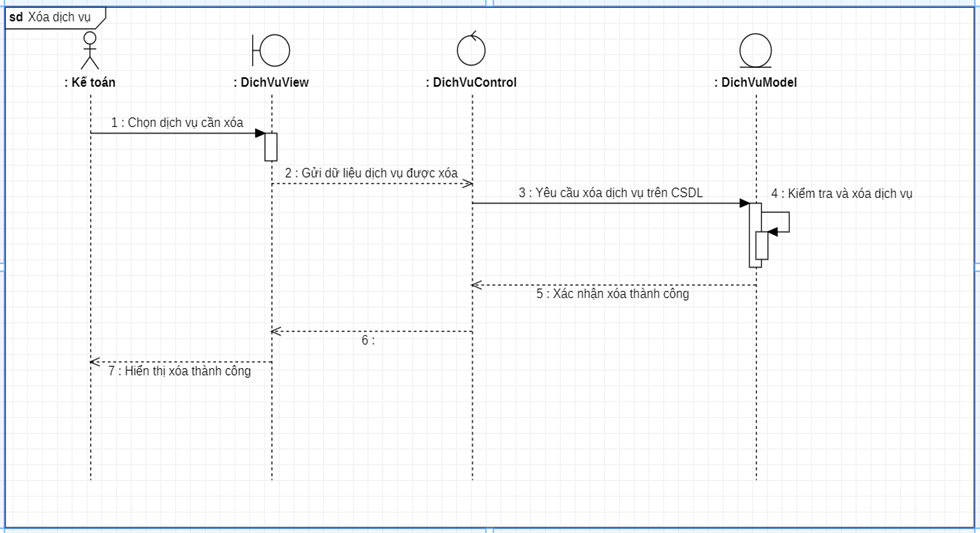 sd Xóa dịch vụ
: Kế toán
: DichVuView
: DichVuControl
: DichVuModel
1 : Chọn dịch vụ cần xóa
2 : Gửi dữ liệu dịch vụ được xóa
3 : Yêu cầu xóa dịch vụ trên CSDL
4 : Kiểm tra và xóa dịch vụ
5 : Xác nhận xóa thành công
6 :
7 : Hiển thị xóa thành công